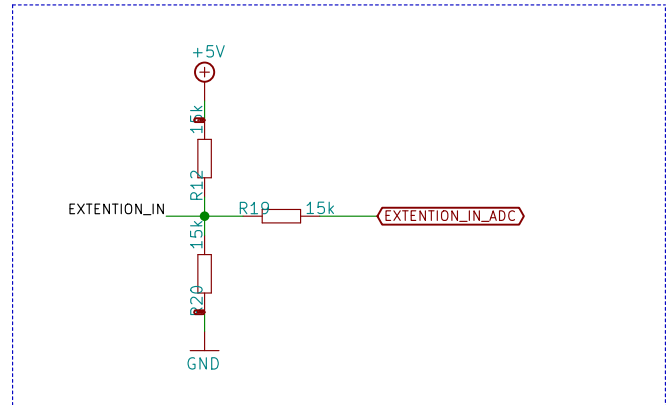 +5V
15k
R12
EXTENTION_IN
R19
15k
EXTENTION_IN_ADC
15k
R20
GND